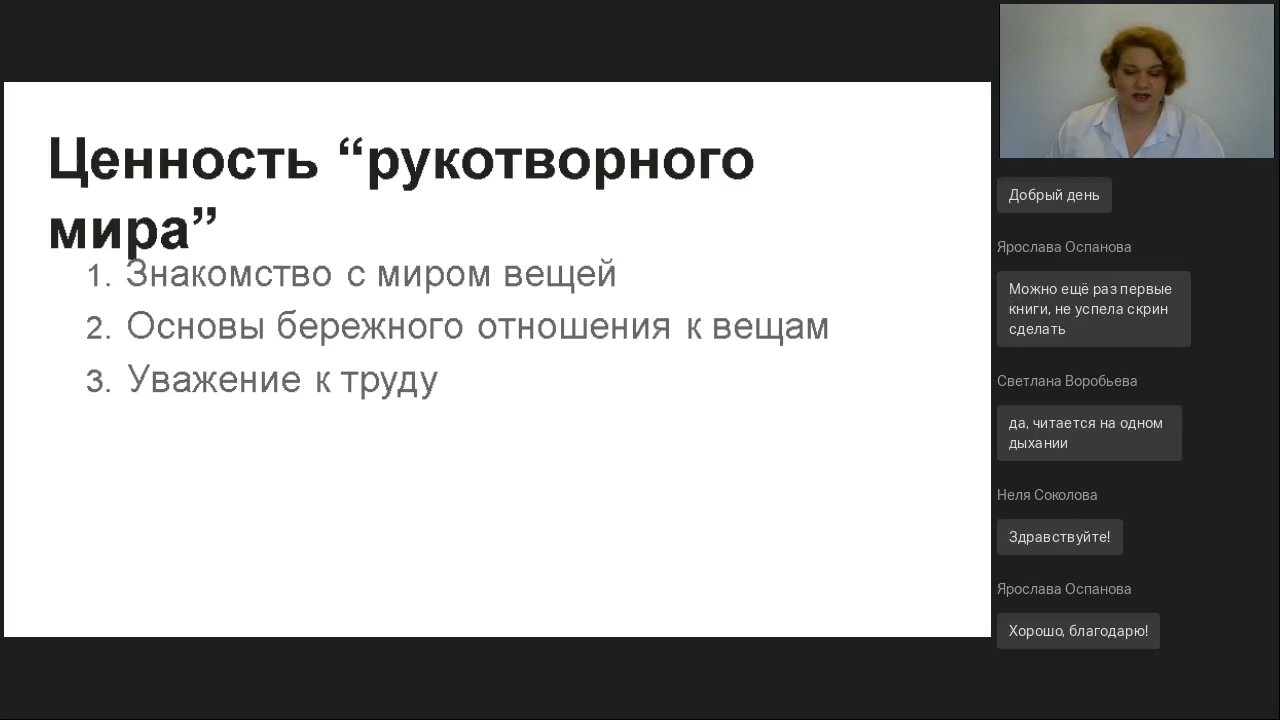 Ценность “рукотворного
мира”
1. Знакомство с миром вещей
2. Основы бережного отношения к вещам
3. Уважение к труду
Добрый день
Ярослава Оспанова
Можно ещё раз первые
книги, не успела скрин
сделать
Светлана Воробьева
да, читается на одном
дыхании
Неля Соколова
Здравствуйте!
Ярослава Оспанова
Хорошо, благодарю!